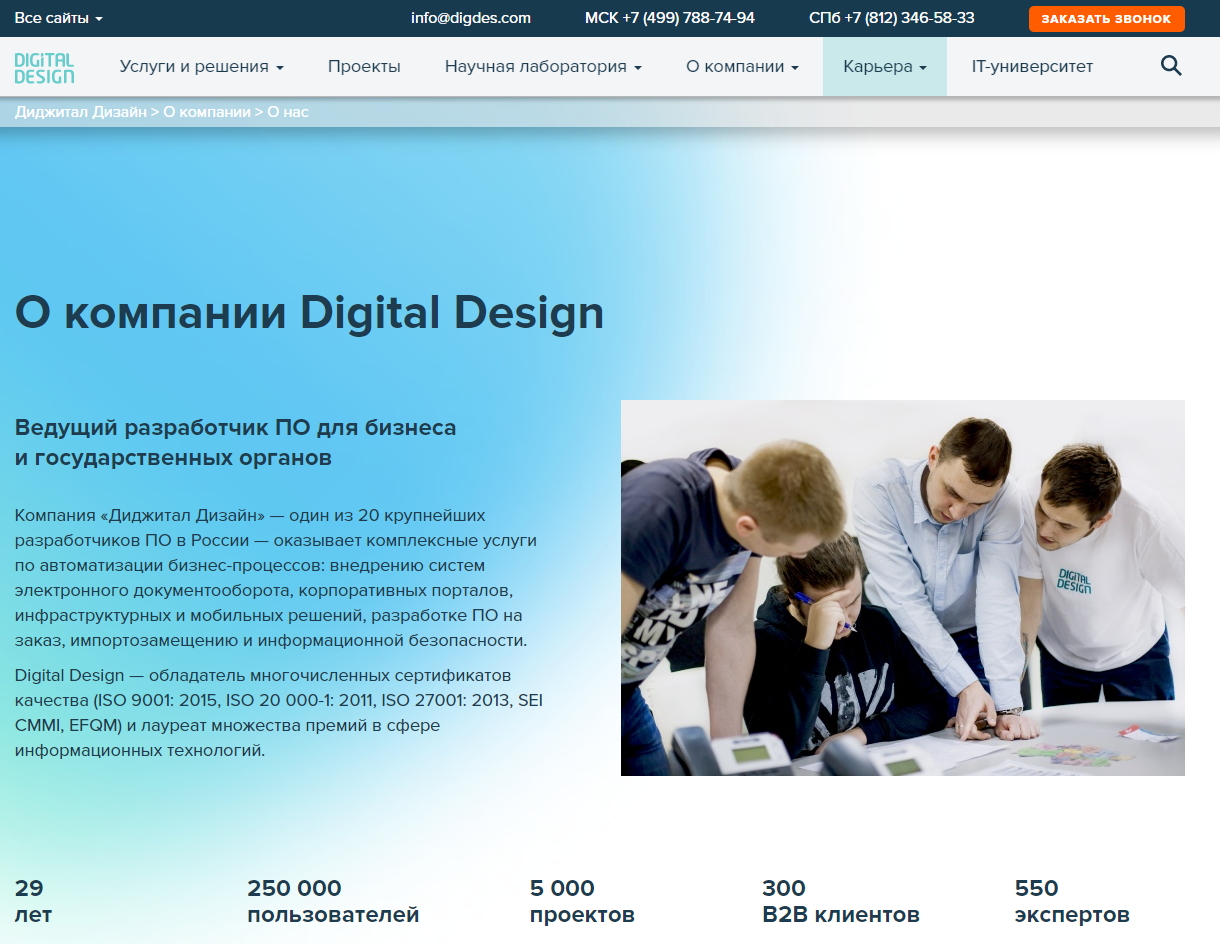 Все сайты
info@digdes.com
МСК +7 (499) 788-74-94
СПб +7 (812) 346-58-33
ЗАКАЗАТЬ ЗВОНОК
DIGITAL
DESIGN
Услуги и решения
Проекты
Научная лаборатория
О компании
Карьера
IT-университет
Диджитал Дизайн > О компании > О нас
О компании Digital Design
Ведущий разработчик ПО для бизнеса
и государственных органов
Компания «Диджитал Дизайн» — один из 20 крупнейших
разработчиков ПО в России — оказывает комплексные услуги
по автоматизации бизнес-процессов: внедрению систем
электронного документооборота, корпоративных порталов,
инфраструктурных и мобильных решений, разработке ПО на
заказ, импортозамещению и информационной безопасности.
Digital Design — обладатель многочисленных сертификатов
качества (ISO 9001: 2015, ISO 20 000-1: 2011, ISO 27001: 2013, SEI
CMMI, EFQM) и лауреат множества премий в сфере
информационных технологий.
DIGITAL
DESIGN
29
лет
250 000
пользователей
5 000
проектов
300
B2B клиентов
550
экспертов